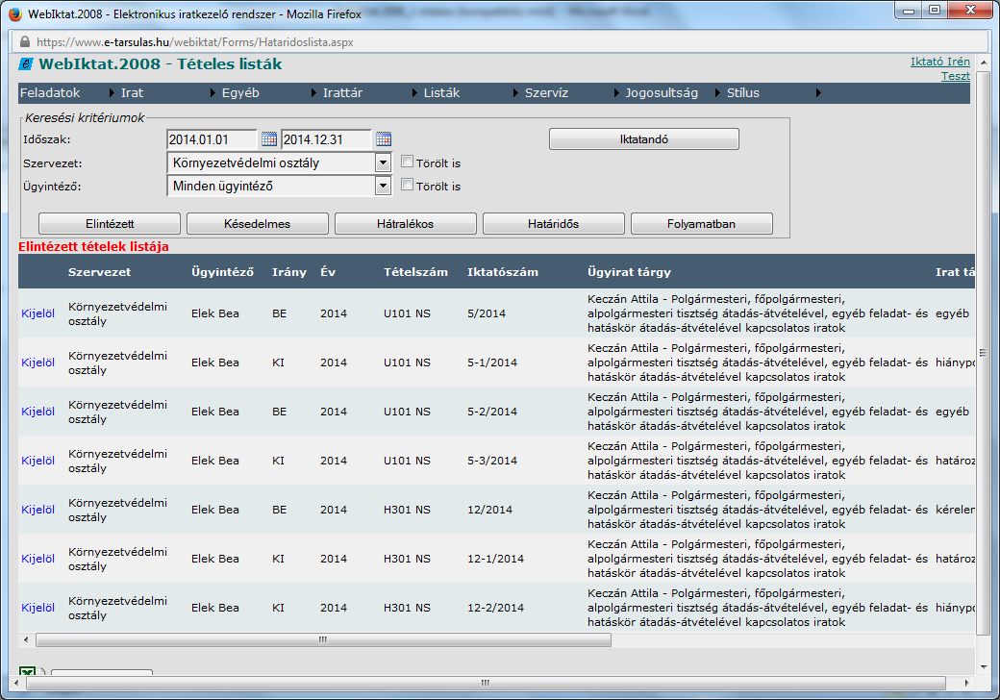 WebIktat.2008 - Elektronikus iratkezelő rendszer - Mozilla Firefox
https://www.e-tarsulas.hu/webiktat/Forms/Hataridoslista.aspx
WebIktat.2008 - Tételes listák
Iktató Irén
Teszt
Feladatok Irat Egyéb Irattár Listák Szervíz Jogosultság Stílus
Keresési kritériumok
Időszak: 2014.01.01 2014.12.31 Iktatandó
Szervezet: Környezetvédelmi osztály Törölt is
Ügyintéző: Minden ügyintéző Törölt is
Elintézett Késedelmes Hátralékos Határidős Folyamatban
Elintézett tételek listája
Szervezet Ügyintéző Irány Év Tételszám Iktatószám Ügyirat tárgy Irat tá
Keczán Attila - Polgármesteri, főpolgármesteri,
Kijelöl Környezetvédelmi osztály Elek Bea BE 2014 U101 NS 5/2014 alpolgármesteri tisztség átadás-átvételével, egyéb feladat- és egyéb
hatáskör átadás-átvételével kapcsolatos iratok
Keczán Attila - Polgármesteri, főpolgármesteri,
Kijelöl Környezetvédelmi osztály Elek Bea KI 2014 U101 NS 5-1/2014 alpolgármesteri tisztség átadás-átvételével, egyéb feladat- és hiánypo
hatáskör átadás-átvételével kapcsolatos iratok
Keczán Attila - Polgármesteri, főpolgármesteri,
Kijelöl Környezetvédelmi osztály Elek Bea BE 2014 U101 NS 5-2/2014 alpolgármesteri tisztség átadás-átvételével, egyéb feladat- és egyéb
hatáskör átadás-átvételével kapcsolatos iratok
Keczán Attila - Polgármesteri, főpolgármesteri,
Kijelöl Környezetvédelmi osztály Elek Bea KI 2014 U101 NS 5-3/2014 alpolgármesteri tisztség átadás-átvételével, egyéb feladat- és határoz
hatáskör átadás-átvételével kapcsolatos iratok
Keczán Attila - Polgármesteri, főpolgármesteri,
Kijelöl Környezetvédelmi osztály Elek Bea BE 2014 H301 NS 12/2014 alpolgármesteri tisztség átadás-átvételével, egyéb feladat- és kérelem
hatáskör átadás-átvételével kapcsolatos iratok
Keczán Attila - Polgármesteri, főpolgármesteri,
Kijelöl Környezetvédelmi osztály Elek Bea KI 2014 H301 NS 12-1/2014 alpolgármesteri tisztség átadás-átvételével, egyéb feladat- és határoz
hatáskör átadás-átvételével kapcsolatos iratok
Keczán Attila - Polgármesteri, főpolgármesteri,
Kijelöl Környezetvédelmi osztály Elek Bea KI 2014 H301 NS 12-2/2014 alpolgármesteri tisztség átadás-átvételével, egyéb feladat- és hiánypo
hatáskör átadás-átvételével kapcsolatos iratok